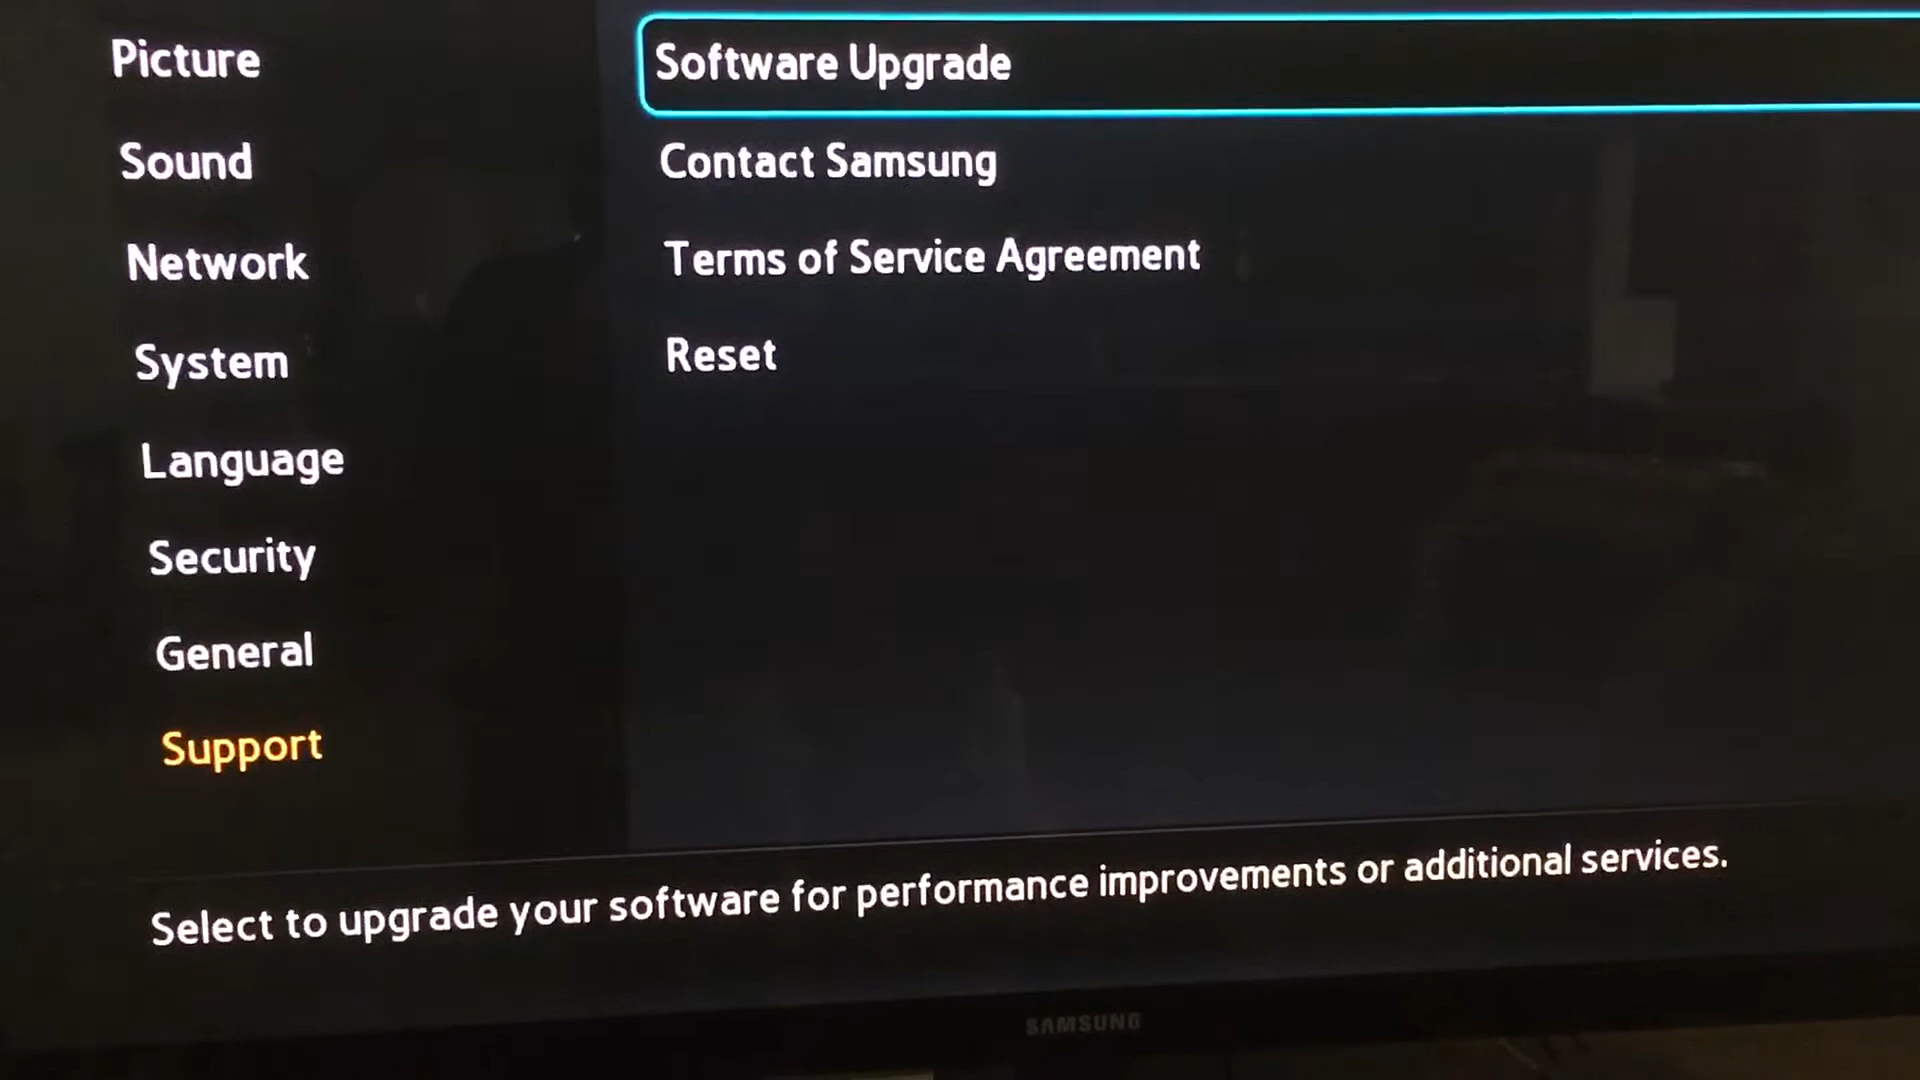 Picture
Sound
Network
System
Language
Security
General
Support
Software Upgrade
Contact Samsung
Terms of Service Agreement
Reset
Select to upgrade your software for performance improvements or additional services.
SAMSUNG